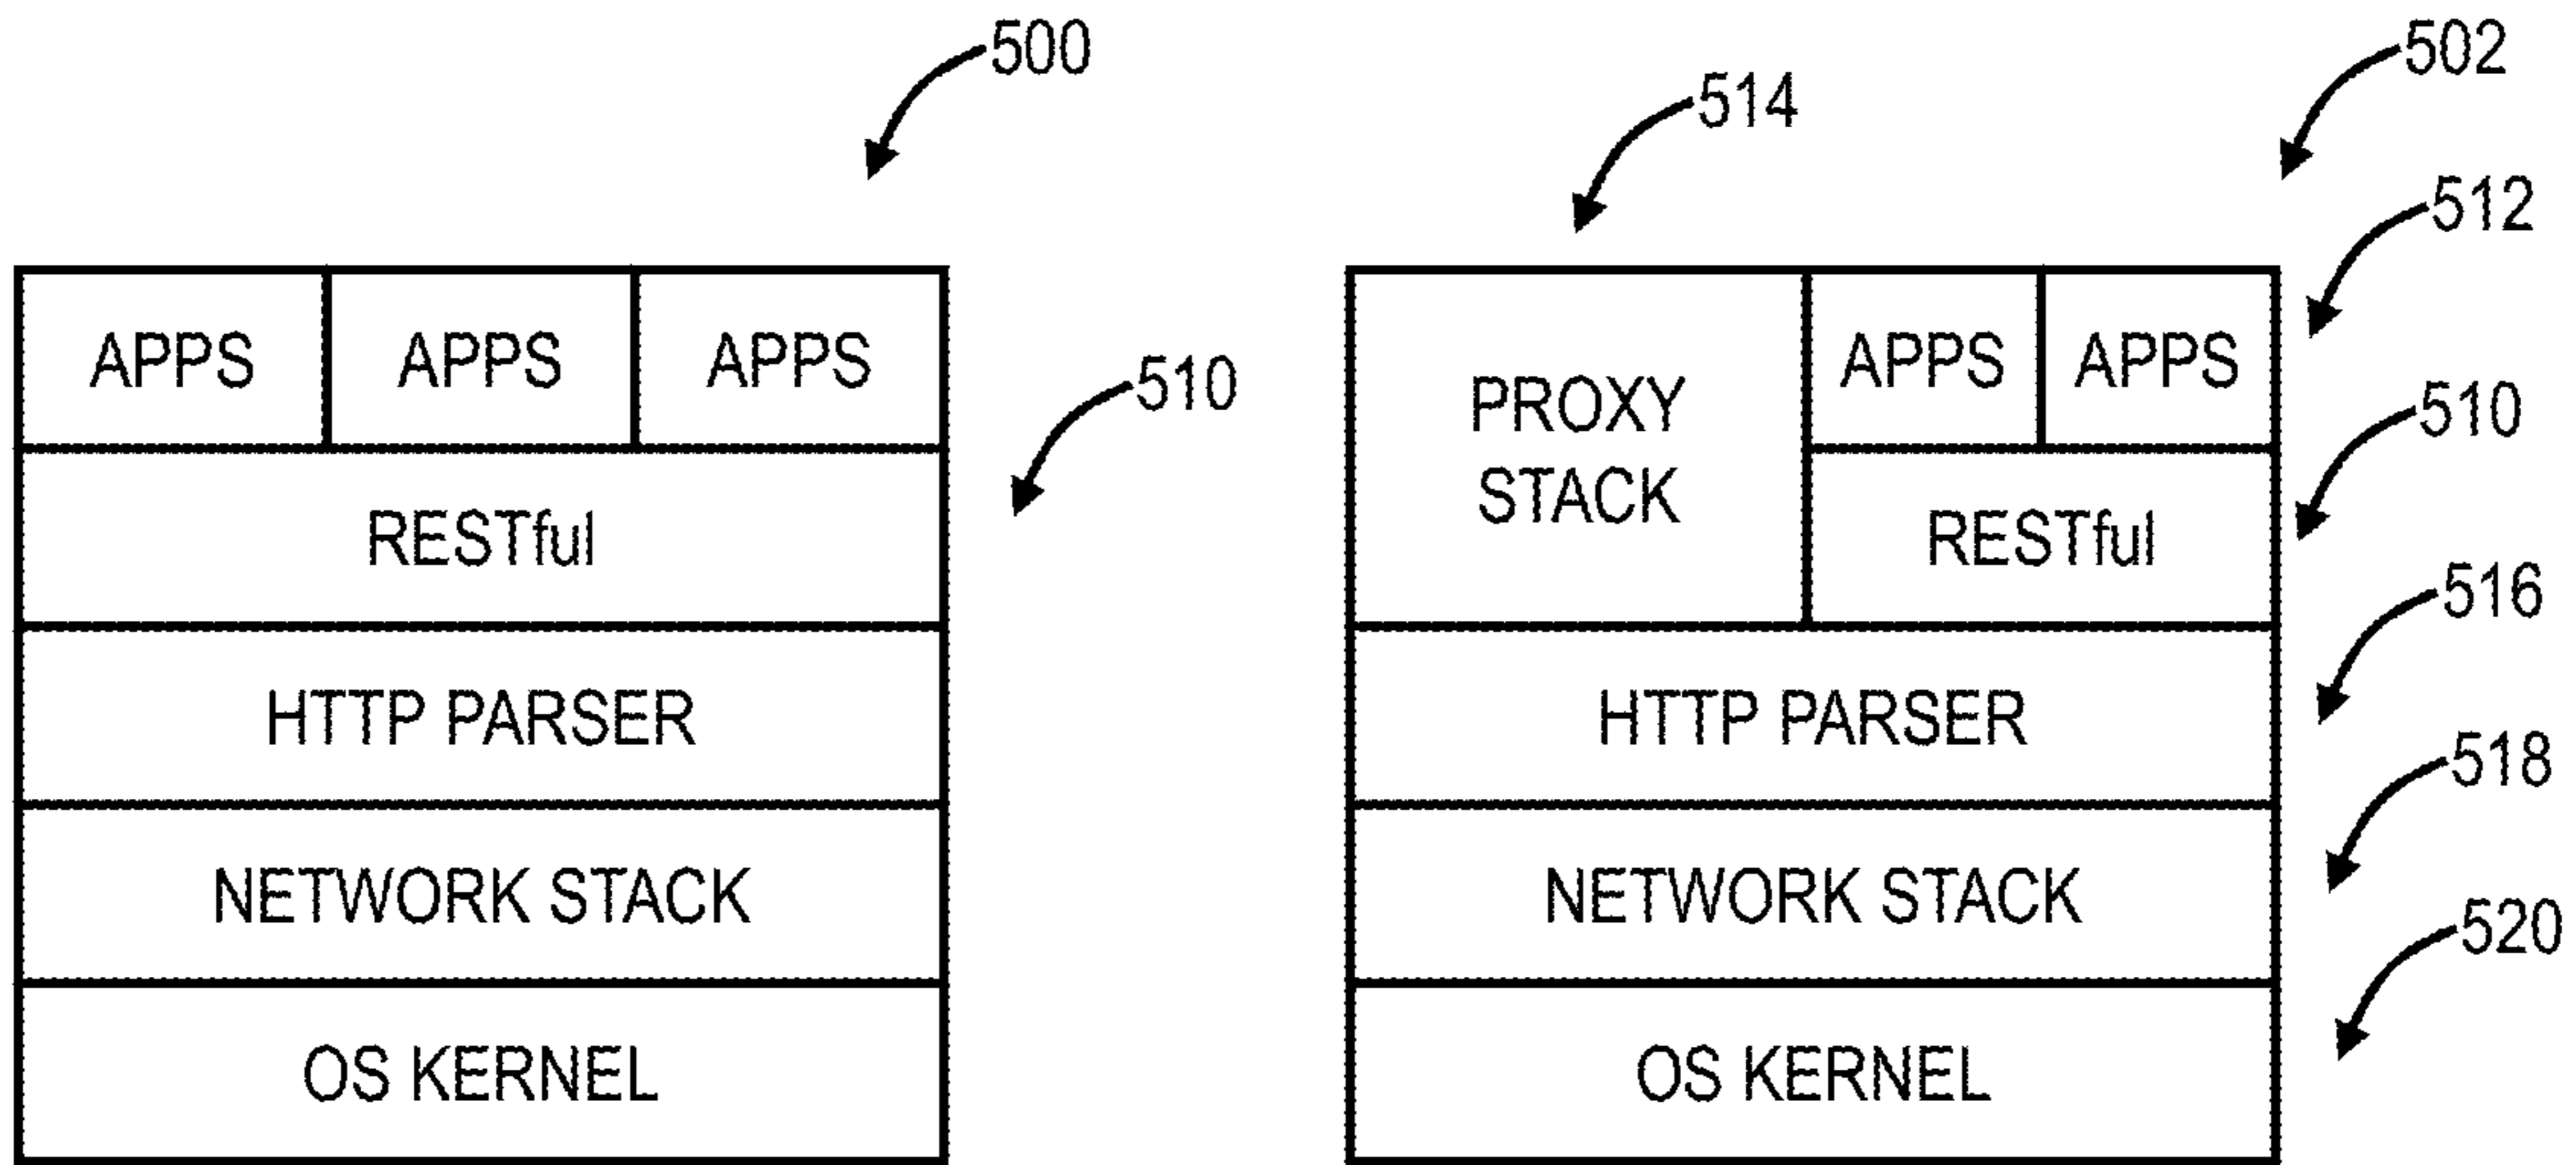 500
502
514
512
APPS APPS APPS
510
RESTful
HTTP PARSER
NETWORK STACK
OS KERNEL
PROXY
STACK
APPS APPS
510
RESTful
516
HTTP PARSER
518
NETWORK STACK
520
OS KERNEL